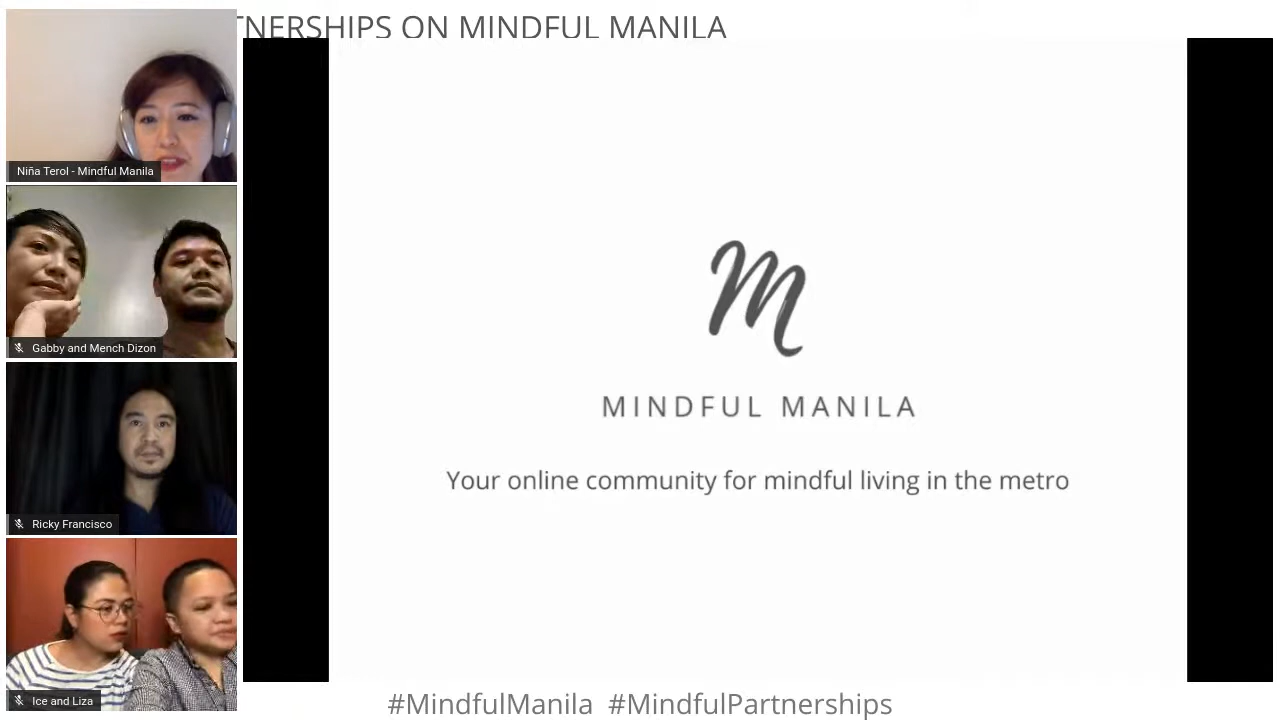 TNERSHIPS ON MINDFUL MANILA
Niña Terol - Mindful Manila
Gabby and Mench Dizon
Ricky Francisco
Ice and Liza
M
MINDFUL MANILA
Your online community for mindful living in the metro
#MindfulManila #MindfulPartnerships